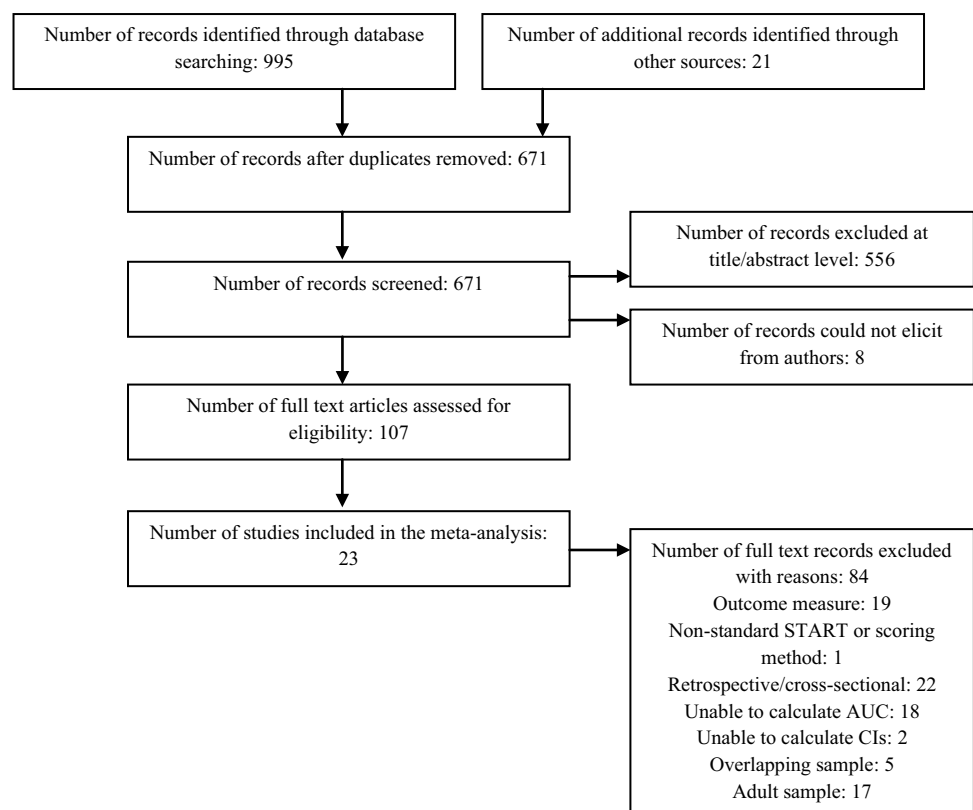 Number of records identified through database
searching: 995
Number of additional records identified through
other sources: 21
Number of records after duplicates removed: 671
Number of records excluded at
title/abstract level: 556
Number of records screened: 671
Number of records could not elicit
from authors: 8
Number of full text articles assessed for
eligibility: 107
Number of studies included in the meta-analysis:
23
Number of full text records excluded
with reasons: 84
Outcome measure: 19
Non-standard START or scoring
method: 1
Retrospective/cross-sectional: 22
Unable to calculate AUC: 18
Unable to calculate CIs: 2
Overlapping sample: 5
Adult sample: 17